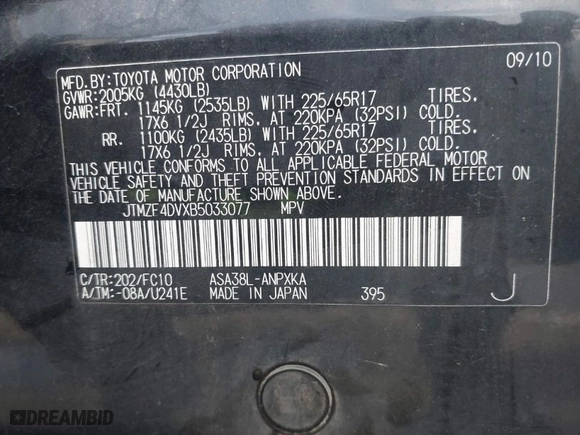 09/10
MFD.BY:TOYOTA MOTOR CORPORATION
GVWR:2005KG (4430LB)
GAWR:FRT. 1145KG (2535LB) WITH 225/65R17 TIRES.
17X6 1/2J RIMS. AT 220KPA (32PSI) COLD.
RR. 1100KG (2435LB) WITH 225/65R17 TIRES.
17X6 1/2J RIMS. AT 220KPA (32PSI) COLD.
THIS VEHICLE CONFORMS TO ALL APPLICABLE FEDERAL MOTOR
VEHICLE SAFETY AND THEFT PREVENTION STANDARDS IN EFFECT ON
THE DATE OF MANUFACTURE SHOWN ABOVE.
JTMZF4DVXB5033077 MPV
C/TR:202/FC10 ASA38L-ANPXKA
A/TM:-08A/U241E MADE IN JAPAN 395 J
DREAMBID